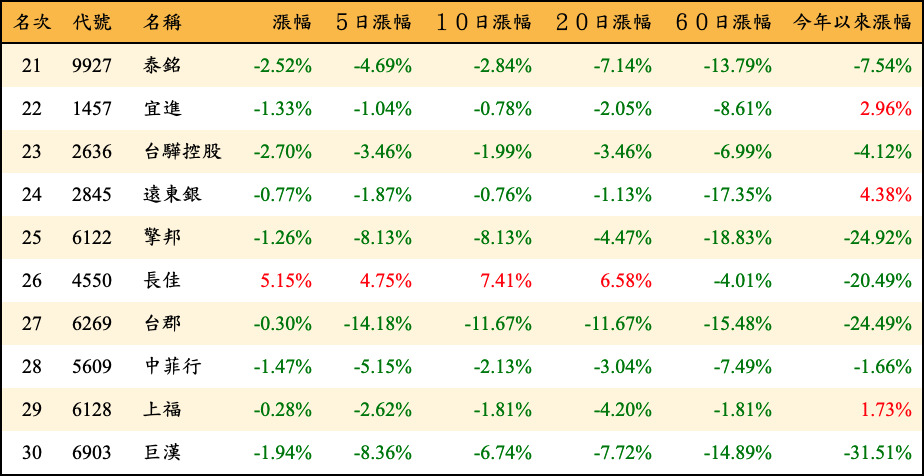 名次 代號 名稱 漲幅 5日漲幅 10日漲幅 20日漲幅 60日漲幅 今年以來漲幅
21 9927 泰銘 -2.52% -4.69% -2.84% -7.14% -13.79% -7.54%
22 1457 宜進 -1.33% -1.04% -0.78% -2.05% -8.61% 2.96%
23 2636 台驊控股 -2.70% -3.46% -1.99% -3.46% -6.99% -4.12%
24 2845 遠東銀 -0.77% -1.87% -0.76% -1.13% -17.35% 4.38%
25 6122 擎邦 -1.26% -8.13% -8.13% -4.47% -18.83% -24.92%
26 4550 長佳 5.15% 4.75% 7.41% 6.58% -4.01% -20.49%
27 6269 台郡 -0.30% -14.18% -11.67% -11.67% -15.48% -24.49%
28 5609 中菲行 -1.47% -5.15% -2.13% -3.04% -7.49% -1.66%
29 6128 上福 -0.28% -2.62% -1.81% -4.20% -1.81% 1.73%
30 6903 巨漢 -1.94% -8.36% -6.74% -7.72% -14.89% -31.51%